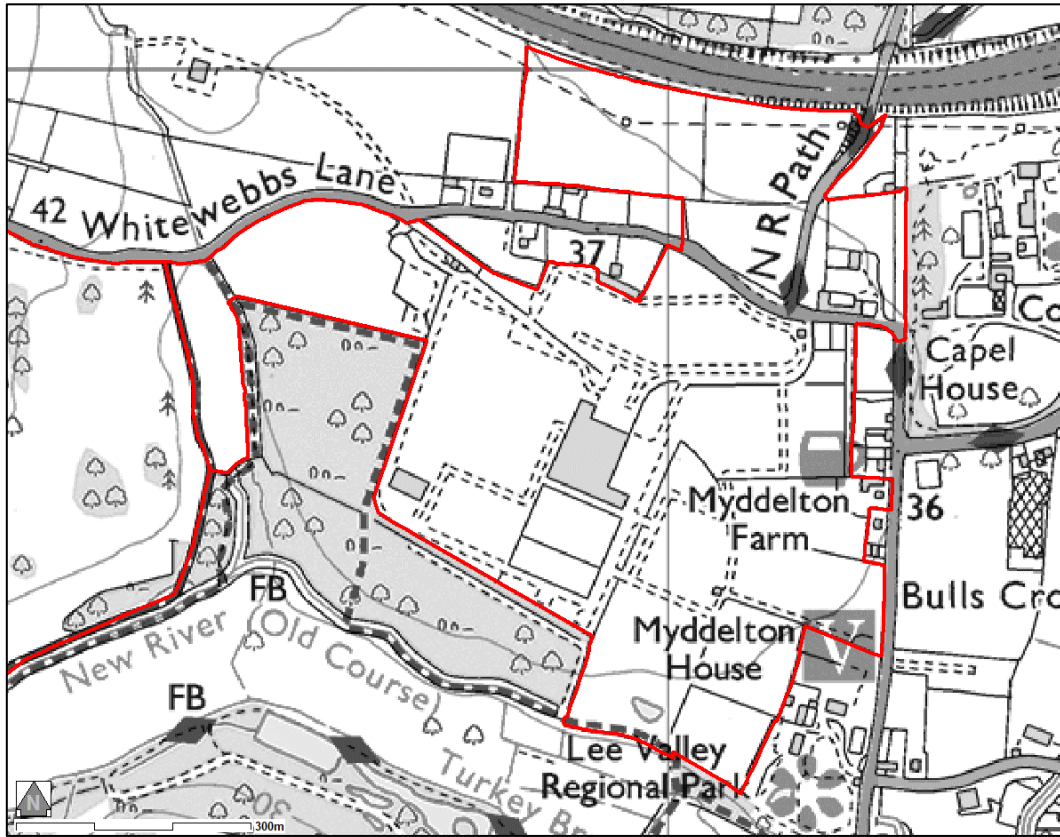 N R Path
42 Whitewebbs Lane
37
Co
Capel
House
Myddelton
Farm
36
FB
New River (Old Course)
Bulls Cro
Myddelton
House
V
FB
Lee Valley
Regional Park
Turkey Br
30
N
300m